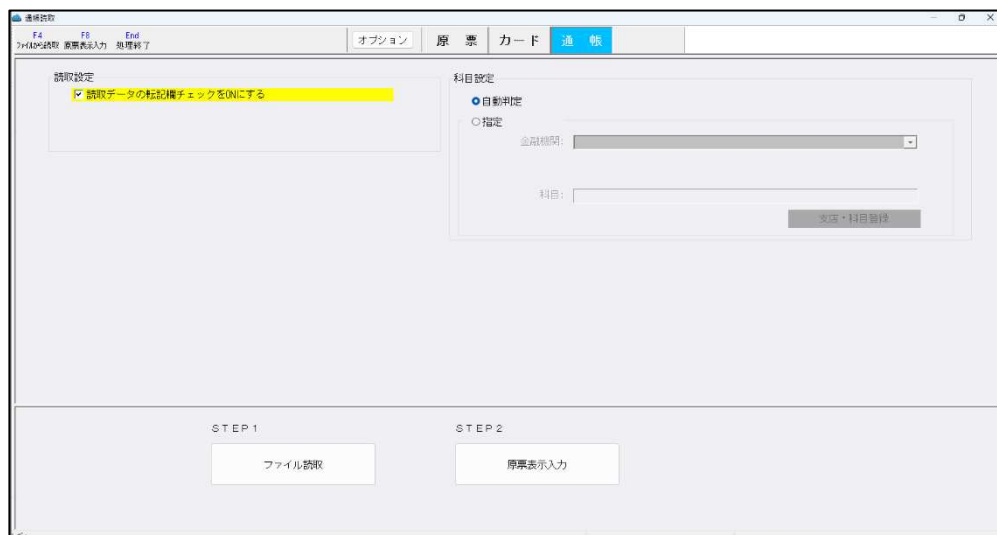 通帳読取
F4 F8 End
ファイルから読取 原票表示入力 処理終了
オプション 原 票 カード 通 帳
読取設定
読取データの転記欄チェックをONにする
科目設定
自動判定
指定
金融機関:
科目:
支店・科目登録
STEP1 STEP2
ファイル読取 原票表示入力